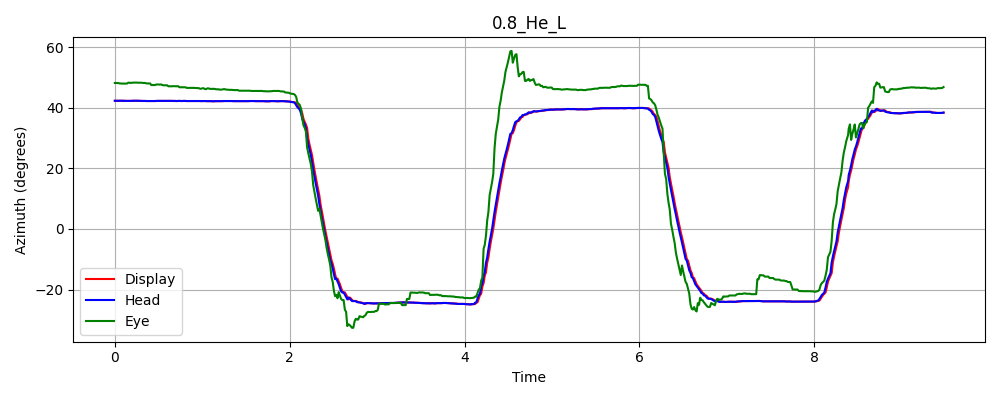 0.8_He_L
Azimuth (degrees)
60
40
20
0
−20
Display
Head
Eye
0 2 4 6 8
Time